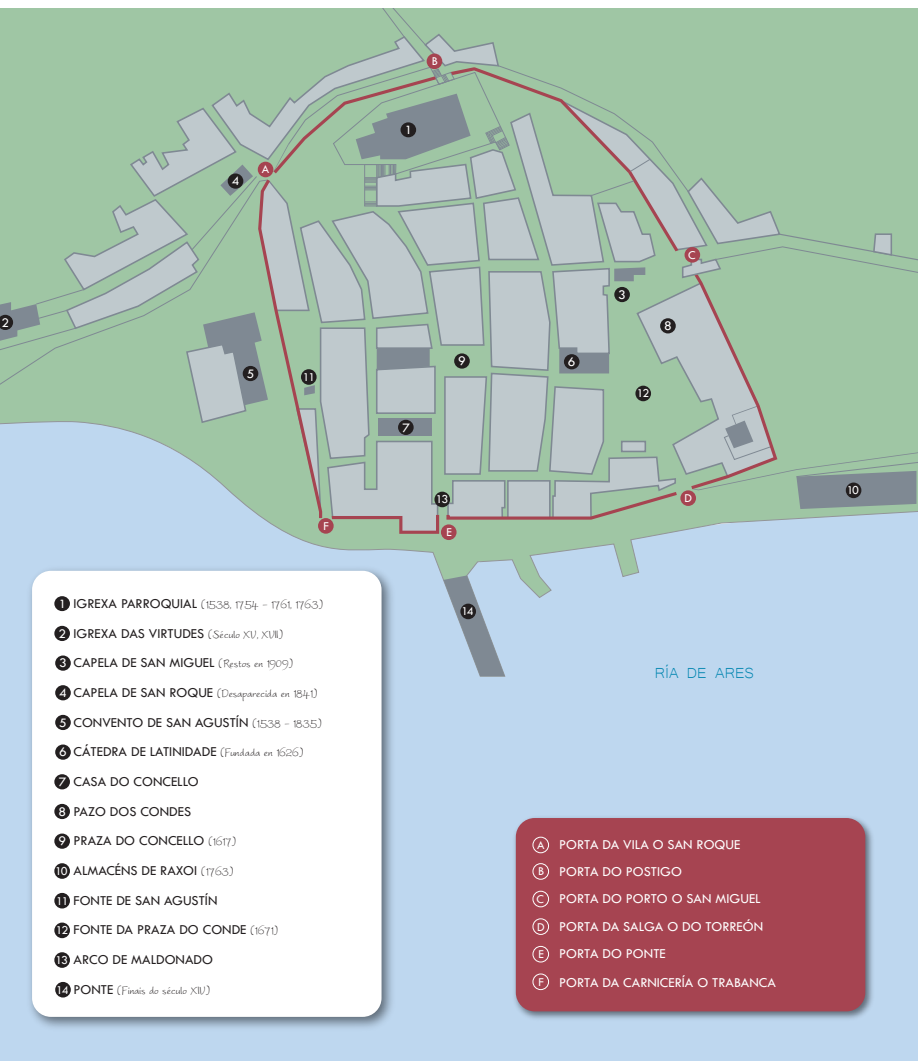 B
1
A
4
C
3
2
8
9
6
5
11
12
7
10
13
D
F
E
14
RÍA DE ARES
1 IGREXA PARROQUIAL (1538, 1754 - 1761, 1763)
2 IGREXA DAS VIRTUDES (Século XV, XVII)
3 CAPELA DE SAN MIGUEL (Restos en 1909)
4 CAPELA DE SAN ROQUE (Desaparecida en 1841)
5 CONVENTO DE SAN AGUSTÍN (1538 - 1835)
6 CÁTEDRA DE LATINIDADE (Fundada en 1626)
7 CASA DO CONCELLO
8 PAZO DOS CONDES
9 PRAZA DO CONCELLO (1617)
10 ALMACÉNS DE RAXOI (1763)
11 FONTE DE SAN AGUSTÍN
12 FONTE DA PRAZA DO CONDE (1671)
13 ARCO DE MALDONADO
14 PONTE (Finais do século XIV)
A PORTA DA VILA O SAN ROQUE
B PORTA DO POSTIGO
C PORTA DO PORTO O SAN MIGUEL
D PORTA DA SALGA O DO TORREÓN
E PORTA DO PONTE
F PORTA DA CARNICERÍA O TRABANCA